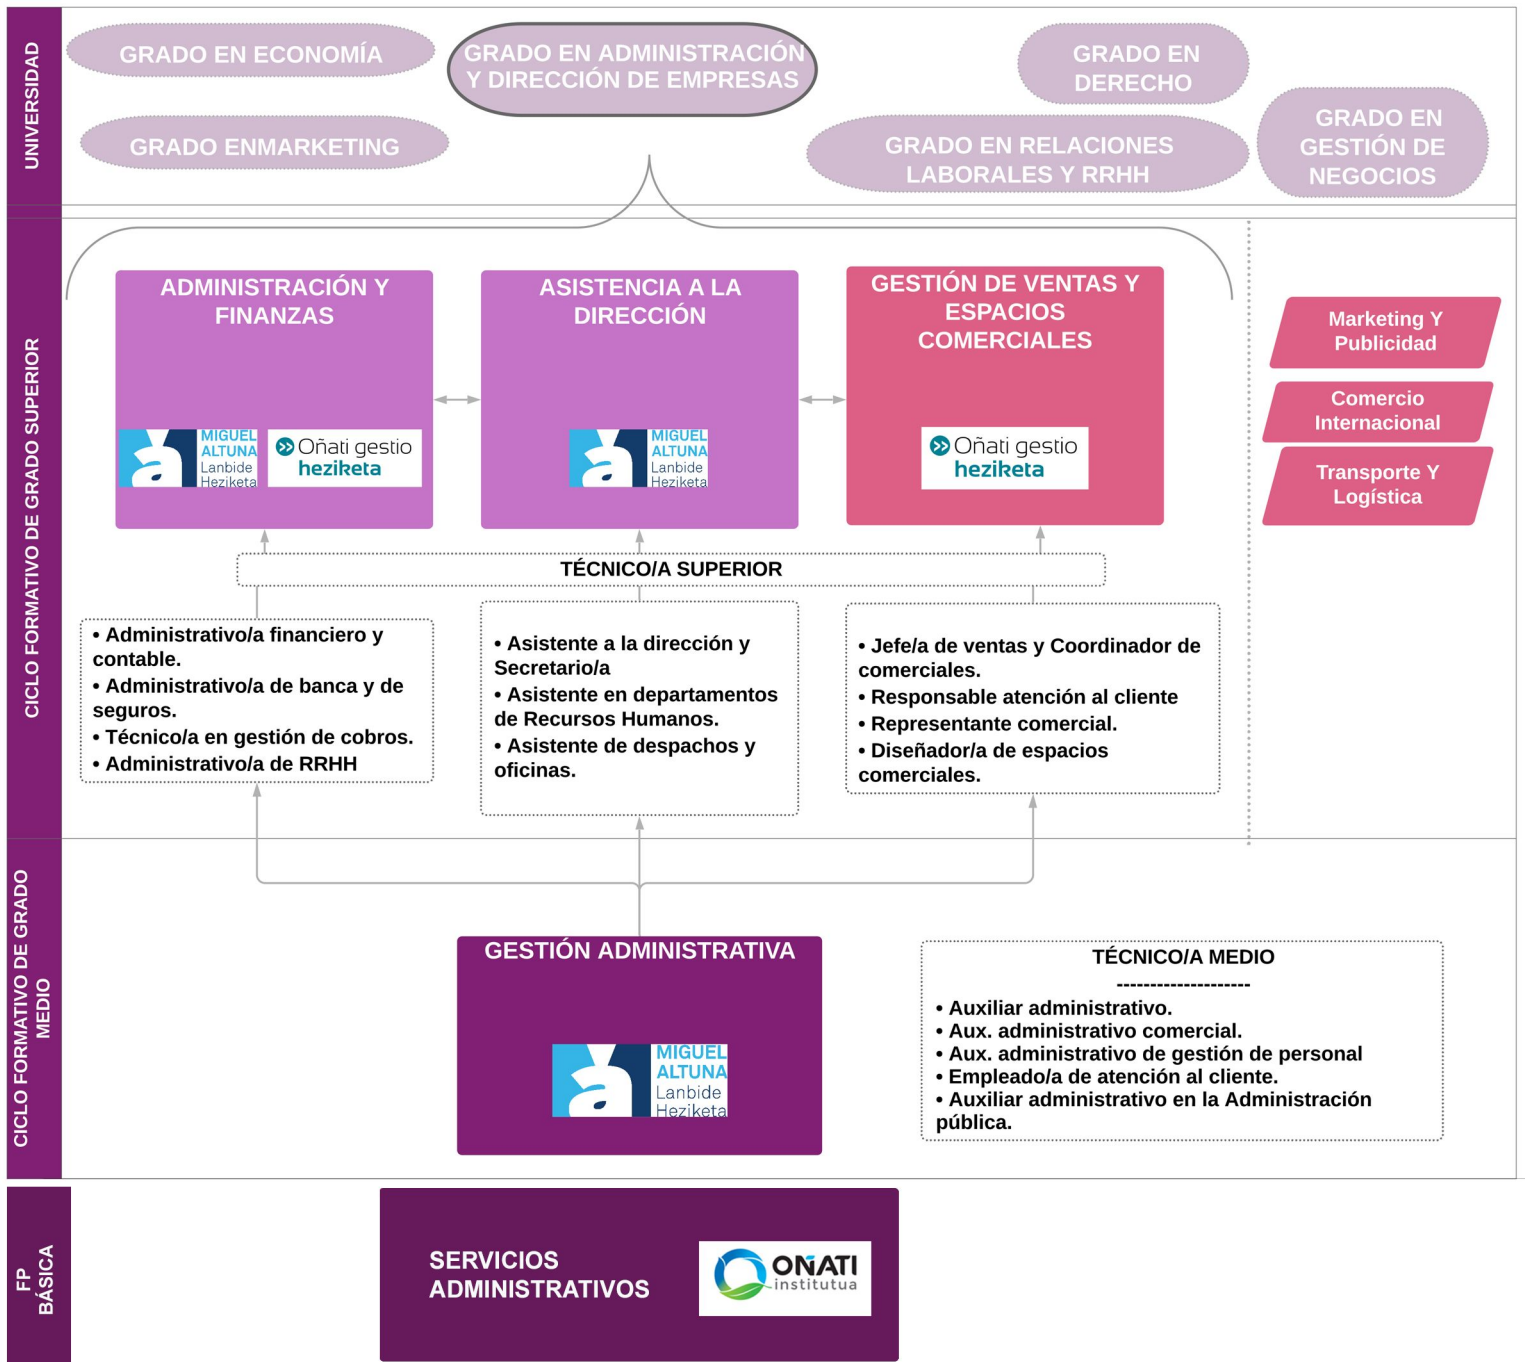 UNIVERSIDAD
GRADO EN ECONOMÍA
GRADO EN ADMINISTRACIÓN
Y DIRECCIÓN DE EMPRESAS
GRADO EN
DERECHO
GRADO ENMARKETING
GRADO EN RELACIONES
LABORALES Y RRHH
GRADO EN
GESTIÓN DE
NEGOCIOS
CICLO FORMATIVO DE GRADO SUPERIOR
ADMINISTRACIÓN Y
FINANZAS
MIGUEL
ALTUNA
Lanbide
Heziketa
Oñati gestio
heziketa
ASISTENCIA A LA
DIRECCIÓN
MIGUEL
ALTUNA
Lanbide
Heziketa
GESTIÓN DE VENTAS Y
ESPACIOS
COMERCIALES
Oñati gestio
heziketa
Marketing Y
Publicidad
Comercio
Internacional
Transporte Y
Logística
TÉCNICO/A SUPERIOR
• Administrativo/a financiero y
contable.
• Administrativo/a de banca y de
seguros.
• Técnico/a en gestión de cobros.
• Administrativo/a de RRHH
• Asistente a la dirección y
Secretario/a
• Asistente en departamentos
de Recursos Humanos.
• Asistente de despachos y
oficinas.
• Jefe/a de ventas y Coordinador de
comerciales.
• Responsable atención al cliente
• Representante comercial.
• Diseñador/a de espacios
comerciales.
CICLO FORMATIVO DE GRADO
MEDIO
GESTIÓN ADMINISTRATIVA
MIGUEL
ALTUNA
Lanbide
Heziketa
TÉCNICO/A MEDIO
--------------------
• Auxiliar administrativo.
• Aux. administrativo comercial.
• Aux. administrativo de gestión de personal
• Empleado/a de atención al cliente.
• Auxiliar administrativo en la Administración
pública.
FP
BÁSICA
SERVICIOS
ADMINISTRATIVOS
OÑATI
institutua